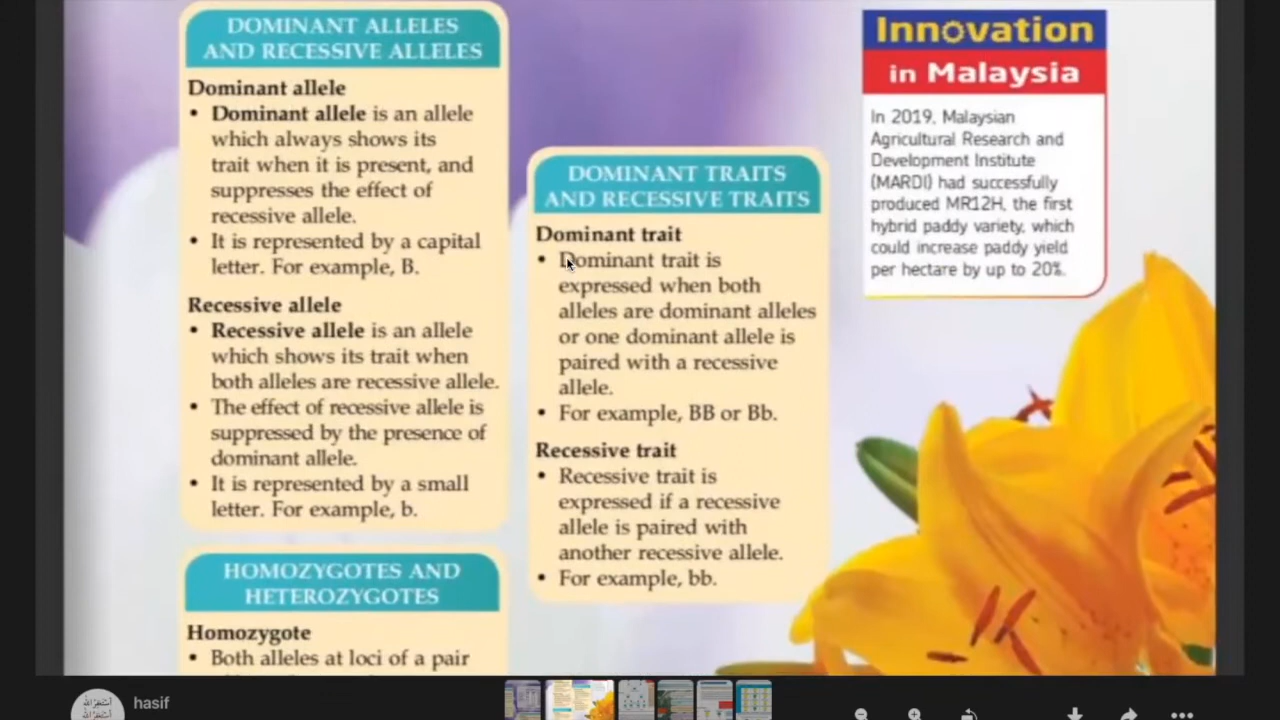 DOMINANT ALLELES
AND RECESSIVE ALLELES
Dominant allele
• Dominant allele is an allele
which always shows its
trait when it is present, and
suppresses the effect of
recessive allele.
• It is represented by a capital
letter. For example, B.
Recessive allele
• Recessive allele is an allele
which shows its trait when
both alleles are recessive allele.
• The effect of recessive allele is
suppressed by the presence of
dominant allele.
• It is represented by a small
letter. For example, b.
HOMOZYGOTES AND
HETEROZYGOTES
Homozygote
• Both alleles at loci of a pair
DOMINANT TRAITS
AND RECESSIVE TRAITS
Dominant trait
• Dominant trait is
expressed when both
alleles are dominant alleles
or one dominant allele is
paired with a recessive
allele.
• For example, BB or Bb.
Recessive trait
• Recessive trait is
expressed if a recessive
allele is paired with
another recessive allele.
• For example, bb.
Innovation
in Malaysia
In 2019, Malaysian
Agricultural Research and
Development Institute
(MARDI) had successfully
produced MR12H, the first
hybrid paddy variety, which
could increase paddy yield
per hectare by up to 20%.
hasif